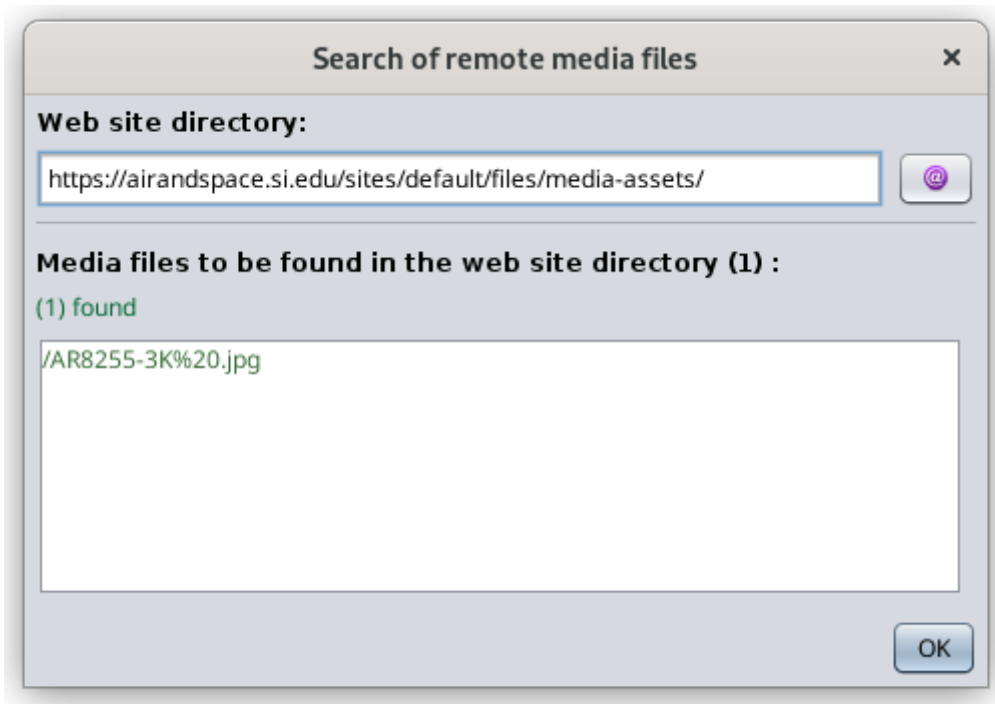 Search of remote media files
Web site directory:
https://airandspace.si.edu/sites/default/files/media-assets/
@
Media files to be found in the web site directory (1) :
(1) found
/AR8255-3K%20.jpg
OK